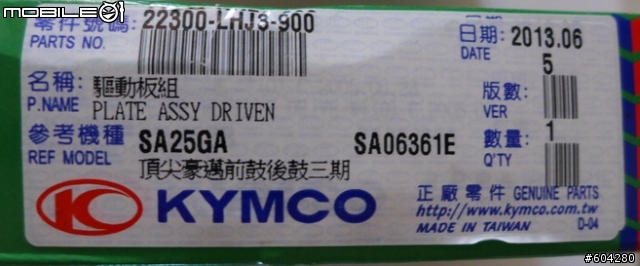 mobile01
零件號碼: 22300-LHJ3-900
PARTS NO.
日期: 2013.06
DATE 5
名稱: 驅動板組
P.NAME PLATE ASSY DRIVEN
版數:
VER
參考機種 SA25GA SA06361E
REF MODEL
數量: 1
Q'TY
頂尖豪邁前鼓後鼓三期
KYMCO
正廠零件 GENUINE PARTS
http://www.kymco.com.tw
MADE IN TAIWAN D-04
#604280